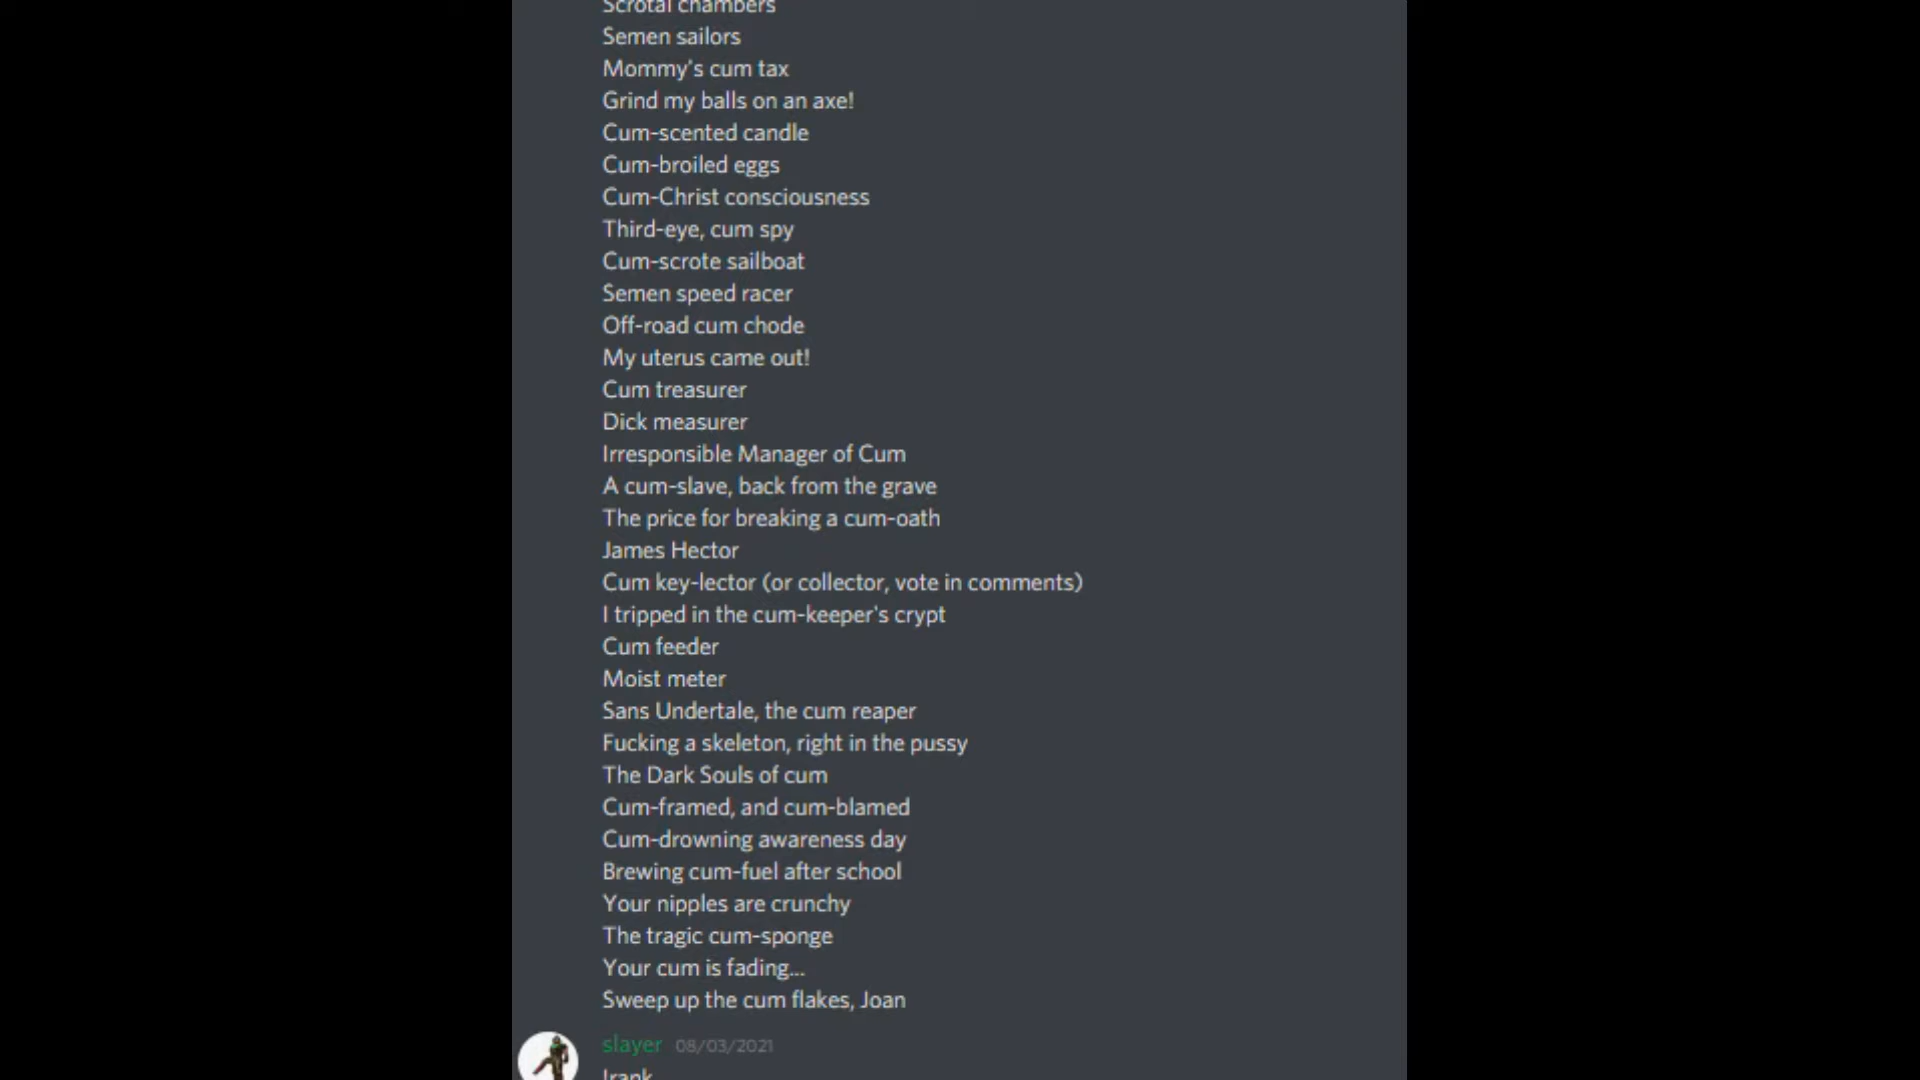 Scrotal chambers
Semen sailors
Mommy's cum tax
Grind my balls on an axe!
Cum-scented candle
Cum-broiled eggs
Cum-Christ consciousness
Third-eye, cum spy
Cum-scrote sailboat
Semen speed racer
Off-road cum chode
My uterus came out!
Cum treasurer
Dick measurer
Irresponsible Manager of Cum
A cum-slave, back from the grave
The price for breaking a cum-oath
James Hector
Cum key-lector (or collector, vote in comments)
I tripped in the cum-keeper's crypt
Cum feeder
Moist meter
Sans Undertale, the cum reaper
Fucking a skeleton, right in the pussy
The Dark Souls of cum
Cum-framed, and cum-blamed
Cum-drowning awareness day
Brewing cum-fuel after school
Your nipples are crunchy
The tragic cum-sponge
Your cum is fading...
Sweep up the cum flakes, Joan
slayer 08/03/2021
!rank